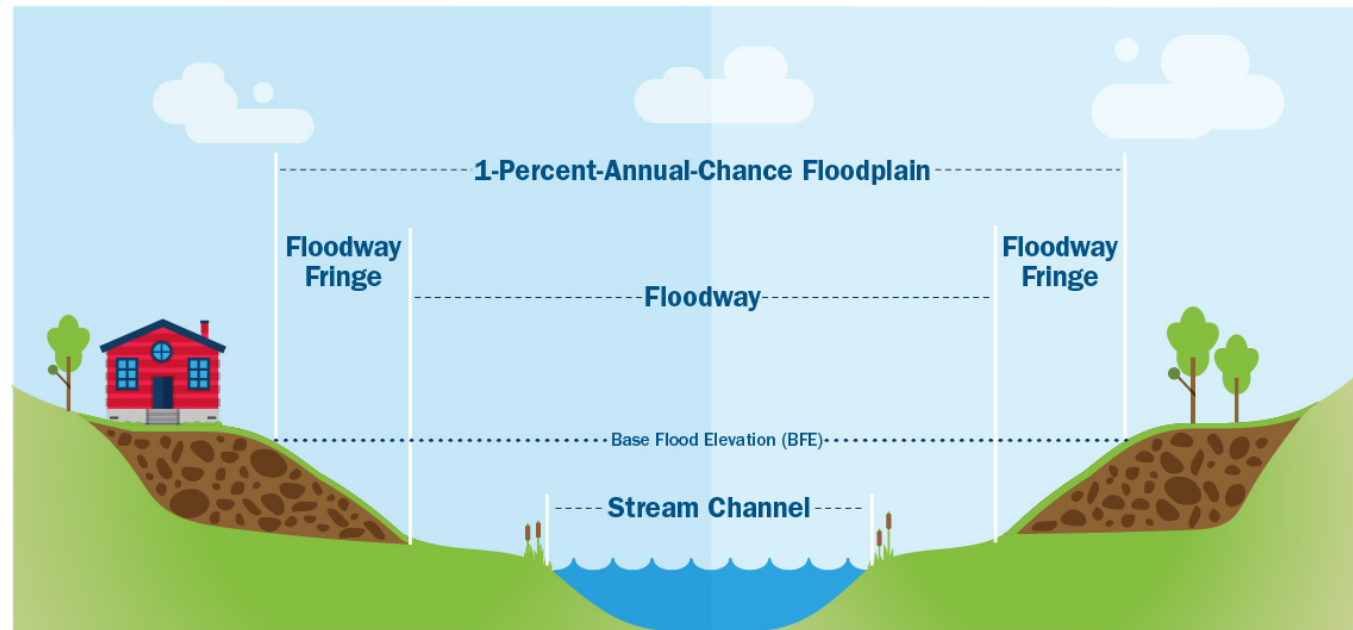 1-Percent-Annual-Chance Floodplain
Floodway
Fringe
Floodway
Fringe
Floodway
Base Flood Elevation (BFE)
Stream Channel